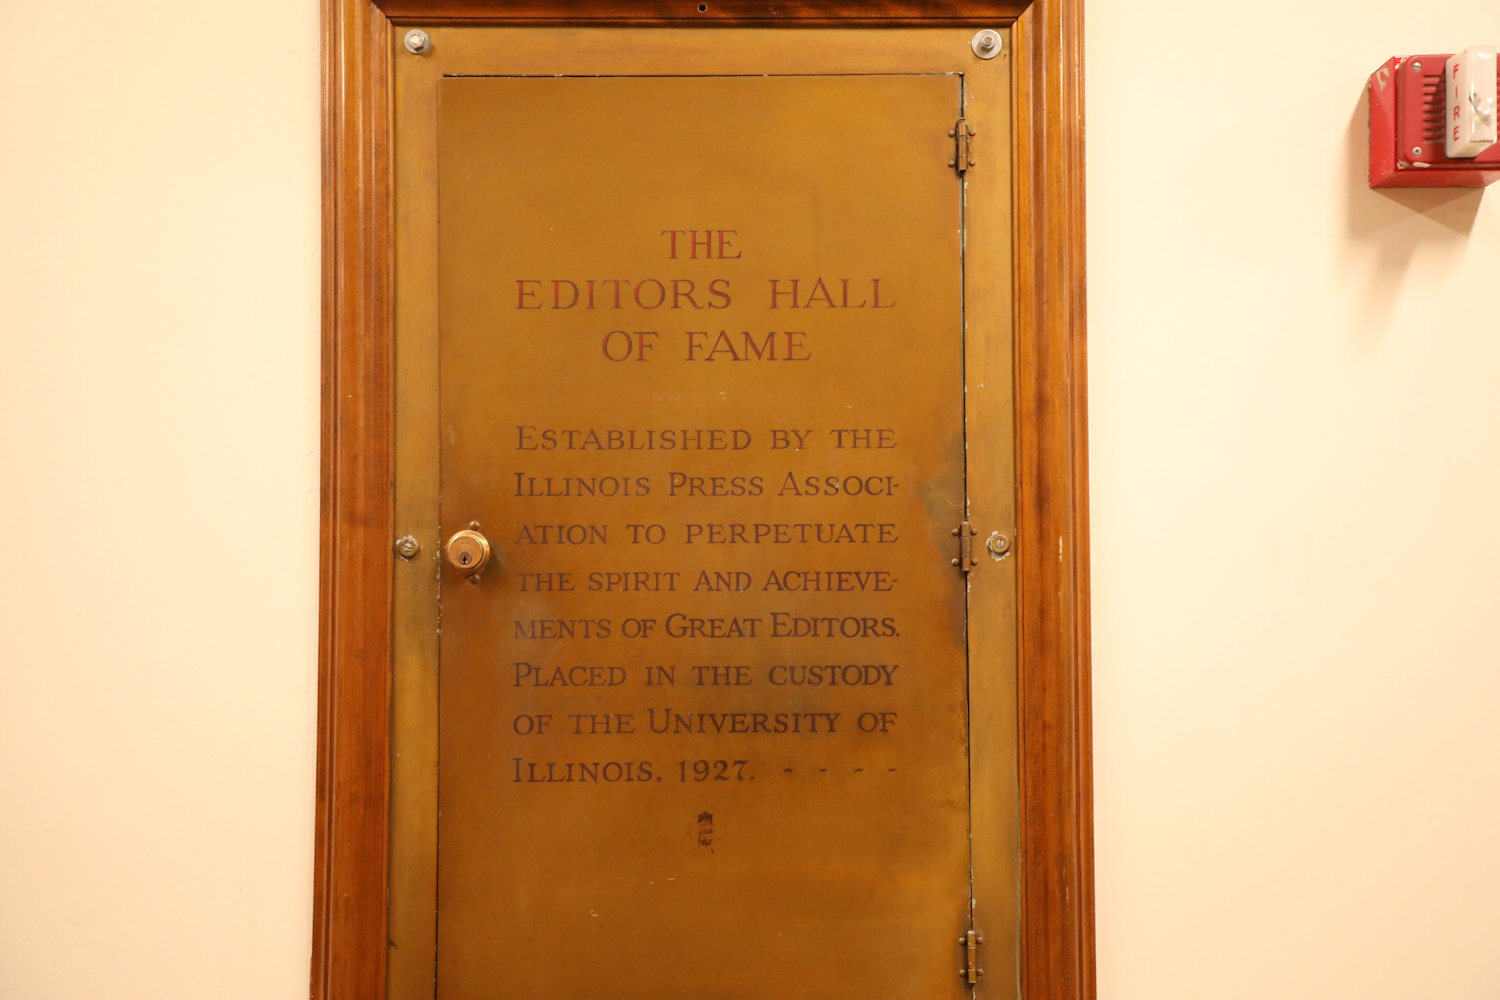 THE
EDITORS HALL
OF FAME
ESTABLISHED BY THE
ILLINOIS PRESS ASSOCI-
ATION TO PERPETUATE
THE SPIRIT AND ACHIEVE-
MENTS OF GREAT EDITORS.
PLACED IN THE CUSTODY
OF THE UNIVERSITY OF
ILLINOIS. 1927. - - - -
FIRE